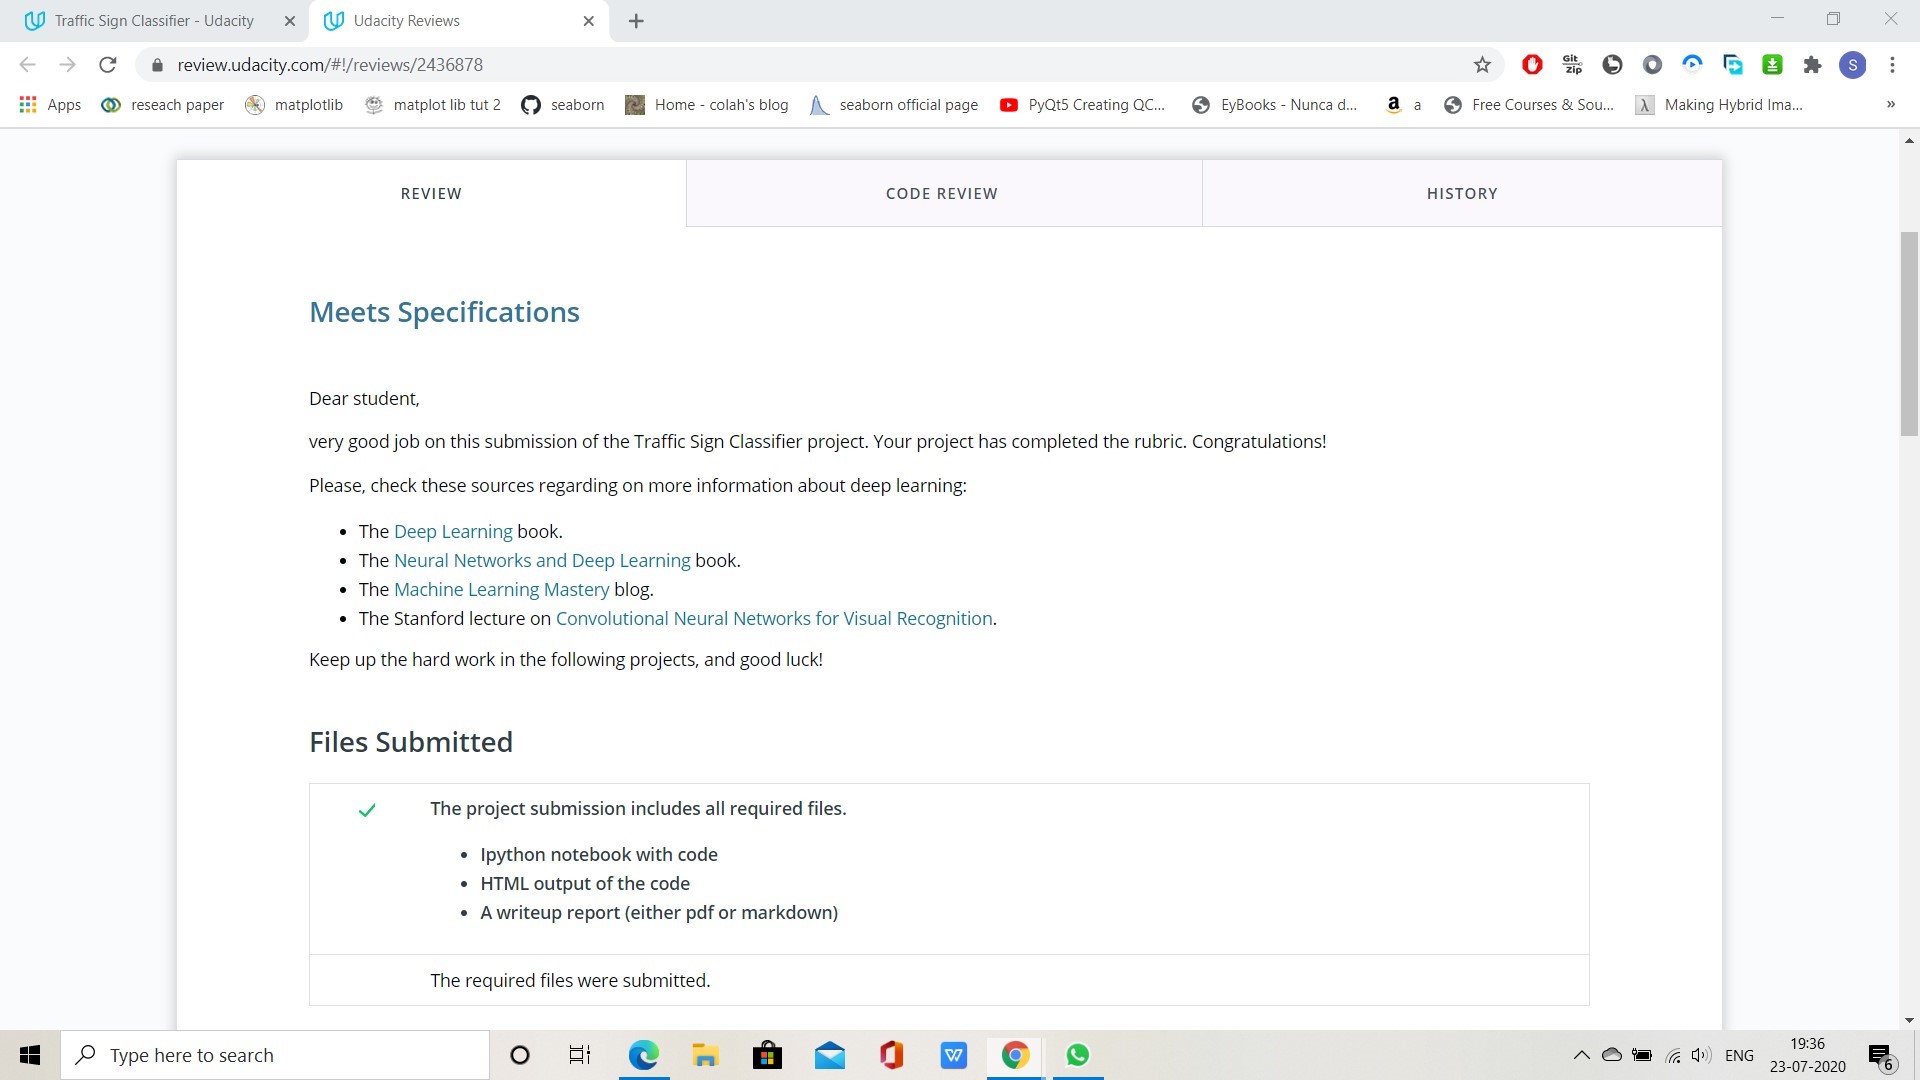 Traffic Sign Classifier - Udacity
Udacity Reviews
review.udacity.com/#!/reviews/2436878
Git Zip
S
Apps
reseach paper
matplotlib
matplot lib tut 2
seaborn
Home - colah's blog
seaborn official page
PyQt5 Creating QC...
EyBooks - Nunca d...
a
a
Free Courses & Sou...
λ
Making Hybrid Ima...
»
REVIEW
CODE REVIEW
HISTORY
Meets Specifications
Dear student,
very good job on this submission of the Traffic Sign Classifier project. Your project has completed the rubric. Congratulations!
Please, check these sources regarding on more information about deep learning:
• The Deep Learning book.
• The Neural Networks and Deep Learning book.
• The Machine Learning Mastery blog.
• The Stanford lecture on Convolutional Neural Networks for Visual Recognition.
Keep up the hard work in the following projects, and good luck!
Files Submitted
The project submission includes all required files.
• Ipython notebook with code
• HTML output of the code
• A writeup report (either pdf or markdown)
The required files were submitted.
Type here to search
W
ENG
19:36
23-07-2020
6